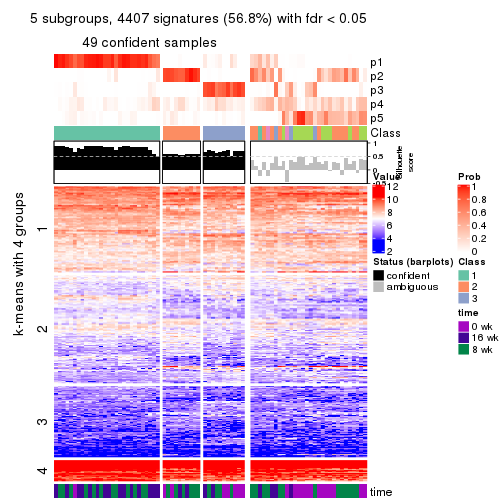 5 subgroups, 4407 signatures (56.8%) with fdr < 0.05
49 confident samples
p1
p2
p3
p4
p5
Class
1
0.5
0
Silhouette
score
k-means with 4 groups
1
2
3
4
time
Value
12
10
8
6
4
2
Status (barplots)
confident
ambiguous
Prob
1
0.8
0.6
0.4
0.2
0
Class
1
2
3
time
0 wk
16 wk
8 wk